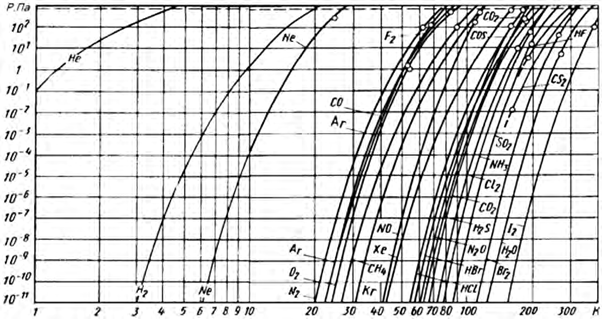 P, Па
10²
10¹
1
10⁻¹
10⁻²
10⁻³
10⁻⁴
10⁻⁵
10⁻⁶
10⁻⁷
10⁻⁸
10⁻⁹
10⁻¹⁰
10⁻¹¹
He
Ne
F₂
CO₂
COS
HF
CS₂
CO
Ar
SO₂
NH₃
Cl₂
CO₂
NO
H₂S
I₂
Ar
Xe
N₂O
H₂O
O₂
CH₄
HBr
Br₂
N₂
Kr
HCl
H₂
Ne
1 2 3 4 5 6 7 8 9 10 20 30 40 50 60 70 80 100 200 300 K